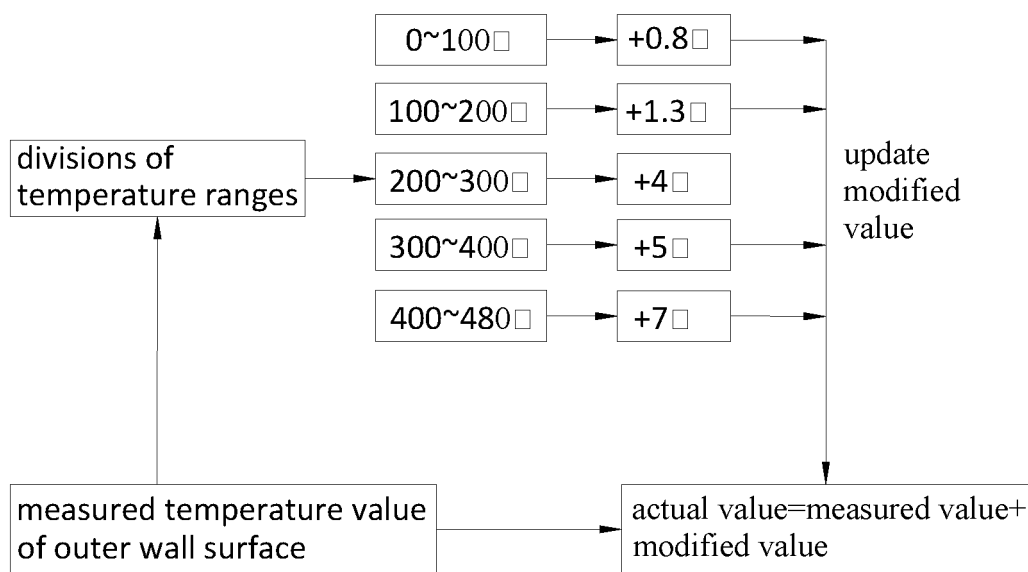 0~100□
+0.8□
100~200□
+1.3□
divisions of
temperature ranges
200~300□
+4□
update
modified
value
300~400□
+5□
400~480□
+7□
measured temperature value
of outer wall surface
actual value=measured value+
modified value